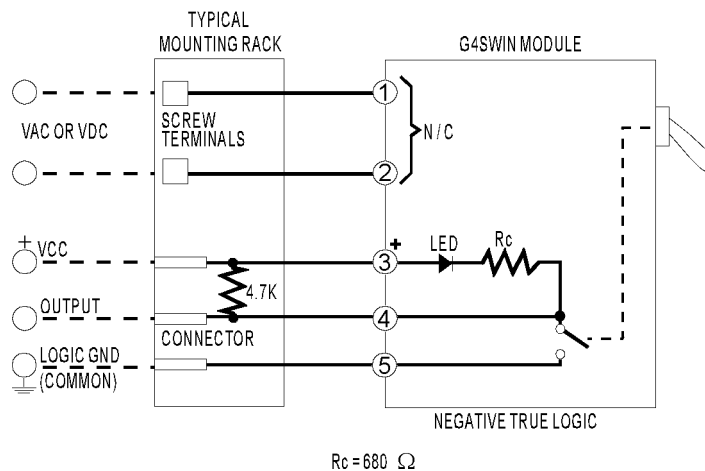 TYPICAL
MOUNTING RACK
G4SWIN MODULE
1
VAC OR VDC
SCREW
TERMINALS
N/C
2
+
VCC
3
+
LED
Rc
4.7K
OUTPUT
4
CONNECTOR
LOGIC GND
(COMMON)
5
NEGATIVE TRUE LOGIC
Rc = 680 Ω